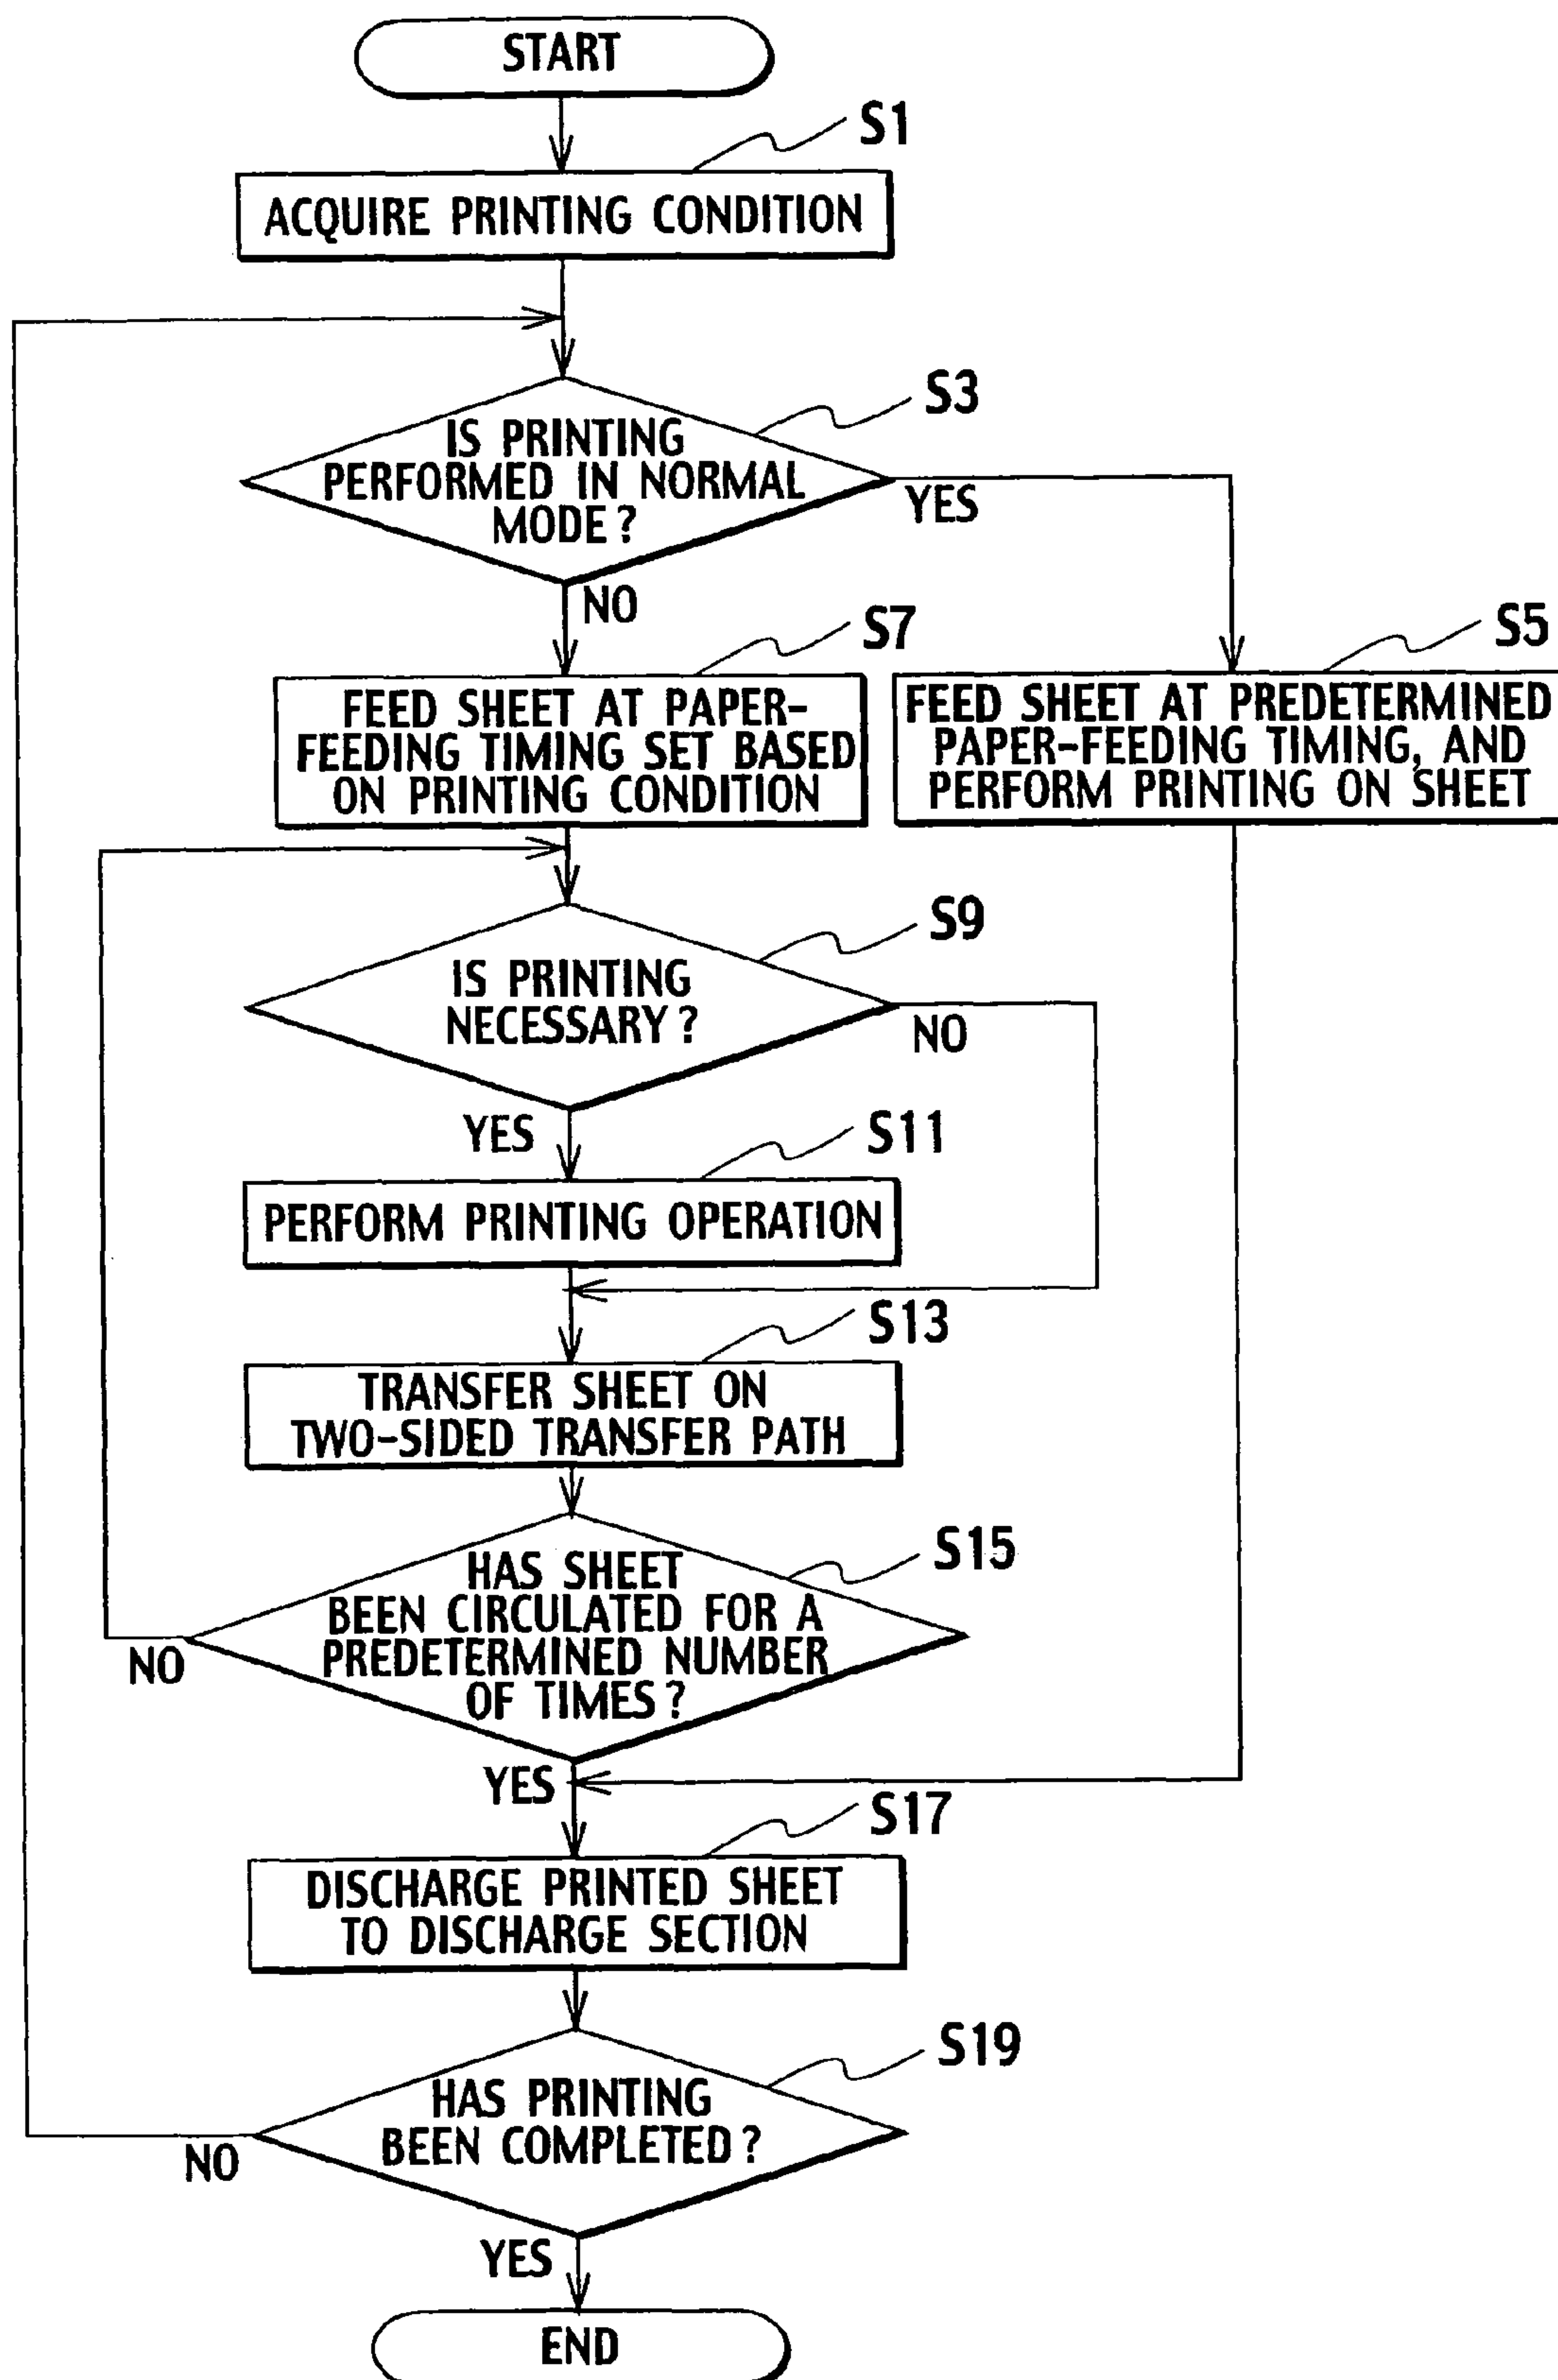 START
S1
ACQUIRE PRINTING CONDITION
S3
IS PRINTING
PERFORMED IN NORMAL
MODE?
YES
NO
S7
FEED SHEET AT PAPER-
FEEDING TIMING SET BASED
ON PRINTING CONDITION
S5
FEED SHEET AT PREDETERMINED
PAPER-FEEDING TIMING, AND
PERFORM PRINTING ON SHEET
S9
IS PRINTING
NECESSARY?
NO
YES
S11
PERFORM PRINTING OPERATION
S13
TRANSFER SHEET ON
TWO-SIDED TRANSFER PATH
S15
HAS SHEET
BEEN CIRCULATED FOR A
PREDETERMINED NUMBER
OF TIMES?
NO
YES
S17
DISCHARGE PRINTED SHEET
TO DISCHARGE SECTION
S19
HAS PRINTING
BEEN COMPLETED?
NO
YES
END